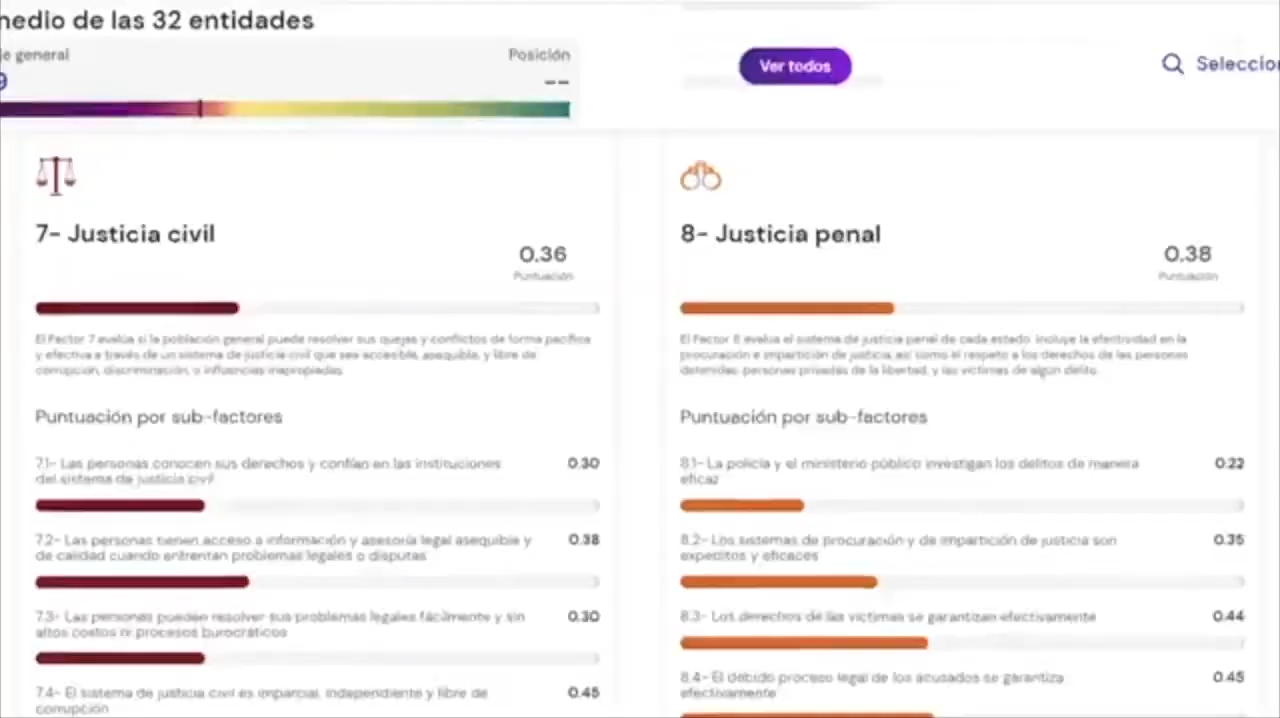 nedio de las 32 entidades
je general
Posición
9
--
Ver todos
Seleccion
7- Justicia civil
0.36
Puntuación
El Factor 7 evalúa si la población general puede resolver sus quejas y conflictos de forma pacífica
y efectiva a través de un sistema de justicia civil que sea accesible, asequible, y libre de
corrupción, discriminación, o influencias inapropiadas.
Puntuación por sub-factores
7.1- Las personas conocen sus derechos y confían en las instituciones
del sistema de justicia civil
0.30
7.2- Las personas tienen acceso a información y asesoría legal asequible y
de calidad cuando enfrentan problemas legales o disputas
0.38
7.3- Las personas pueden resolver sus problemas legales fácilmente y sin
altos costos ni procesos burocráticos
0.30
7.4- El sistema de justicia civil es imparcial, independiente y libre de
corrupción
0.45
8- Justicia penal
0.38
Puntuación
El Factor 8 evalúa el sistema de justicia penal de cada estado. Incluye la efectividad en la
procuración e impartición de justicia, así como el respeto a los derechos de las personas
detenidas, personas privadas de la libertad, y las víctimas de algún delito.
Puntuación por sub-factores
8.1- La policía y el ministerio público investigan los delitos de manera
eficaz
0.22
8.2- Los sistemas de procuración y de impartición de justicia son
expeditos y eficaces
0.35
8.3- Los derechos de las víctimas se garantizan efectivamente
0.44
8.4- El debido proceso legal de los acusados se garantiza
efectivamente
0.45